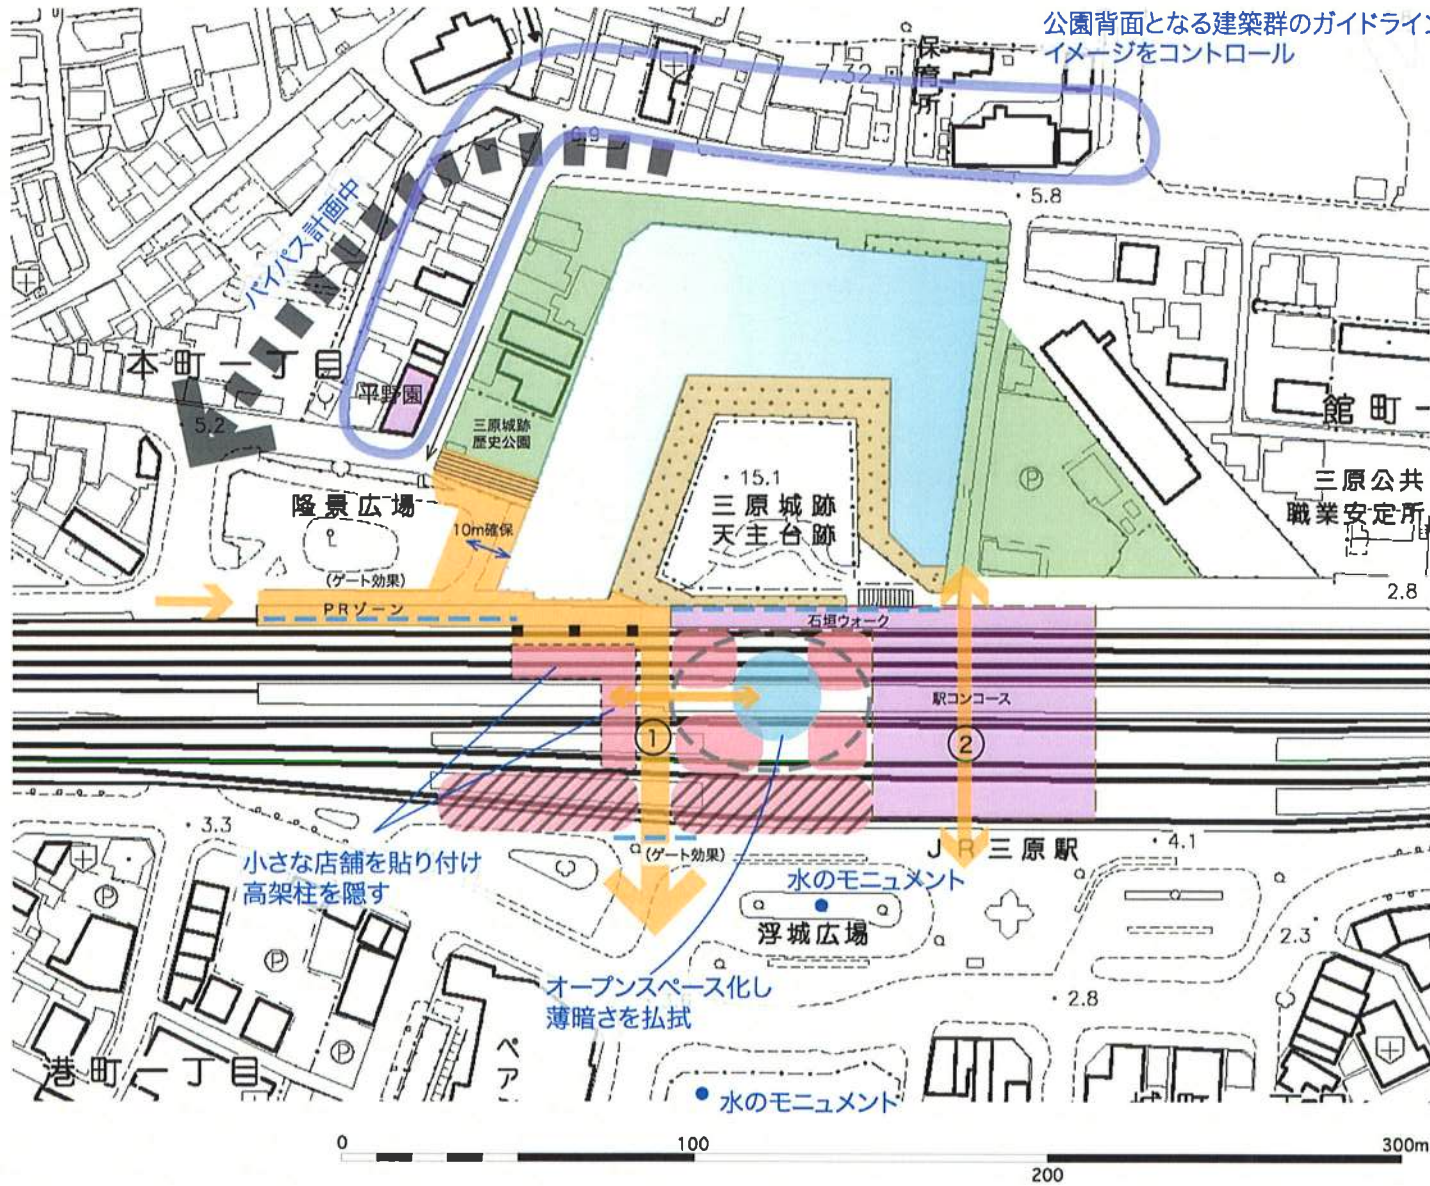 公園背面となる建築群のガイドライン
イメージをコントロール
保育所
7.32
6.9
5.8
バイパス計画中
本町一丁目
平野園
5.2
三原城跡
歴史公園
館町一
・15.1
三原城跡
天主台跡
三原公共
職業安定所
隆景広場
10m確保
(ゲート効果)
PRゾーン
2.8
石垣ウォーク
駅コンコース
①
②
3.3
(ゲート効果)
JR三原駅
4.1
小さな店舗を貼り付け
高架柱を隠す
水のモニュメント
浮城広場
2.3
オープンスペース化し
薄暗さを払拭
2.8
港町一丁目
ペア
水のモニュメント
0
100
200
300m
P
P
P
P